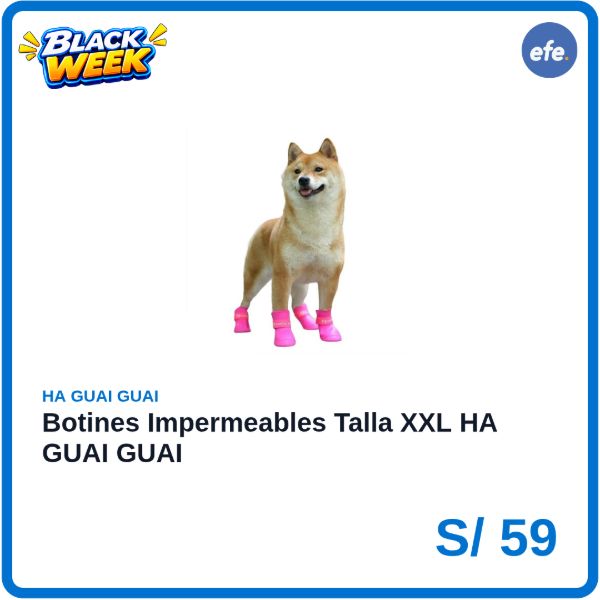 BLACK
WEEK
efe.
HA GUAI GUAI
Botines Impermeables Talla XXL HA
GUAI GUAI
S/ 59